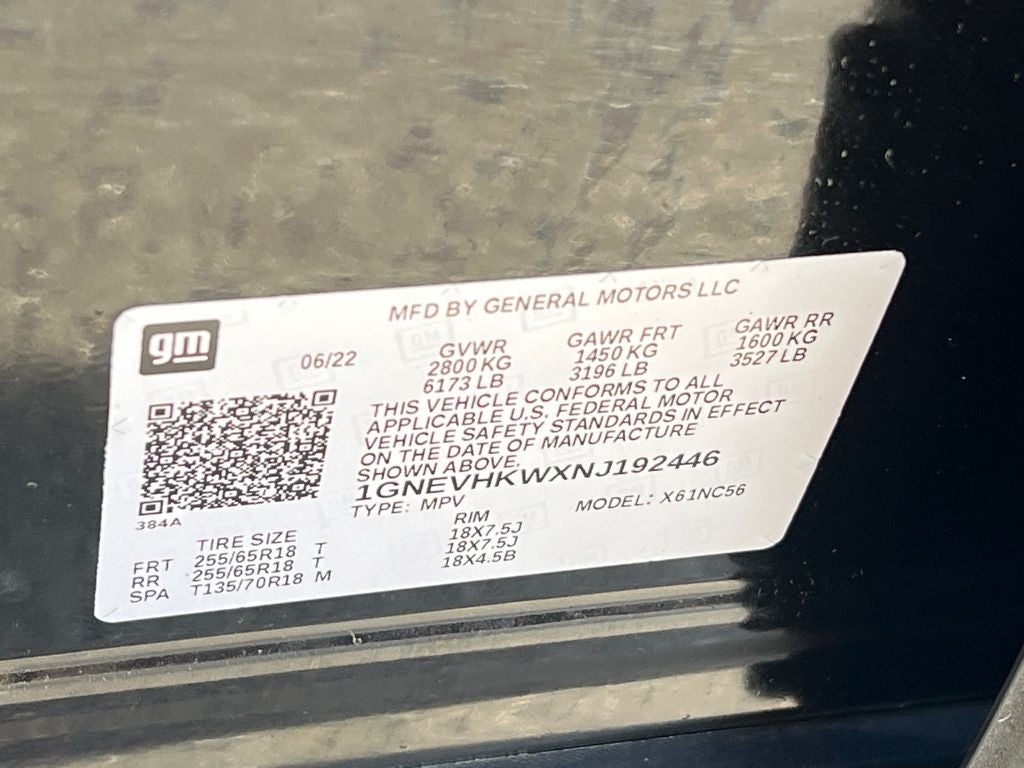 MFD BY GENERAL MOTORS LLC
gm
06/22
GVWR GAWR FRT GAWR RR
2800 KG 1450 KG 1600 KG
6173 LB 3196 LB 3527 LB
THIS VEHICLE CONFORMS TO ALL
APPLICABLE U.S. FEDERAL MOTOR
VEHICLE SAFETY STANDARDS IN EFFECT
ON THE DATE OF MANUFACTURE
SHOWN ABOVE.
1GNEVHKWXNJ192446
TYPE: MPV MODEL: X61NC56
384A
TIRE SIZE RIM
FRT 255/65R18 T 18X7.5J
RR 255/65R18 T 18X7.5J
SPA T135/70R18 M 18X4.5B